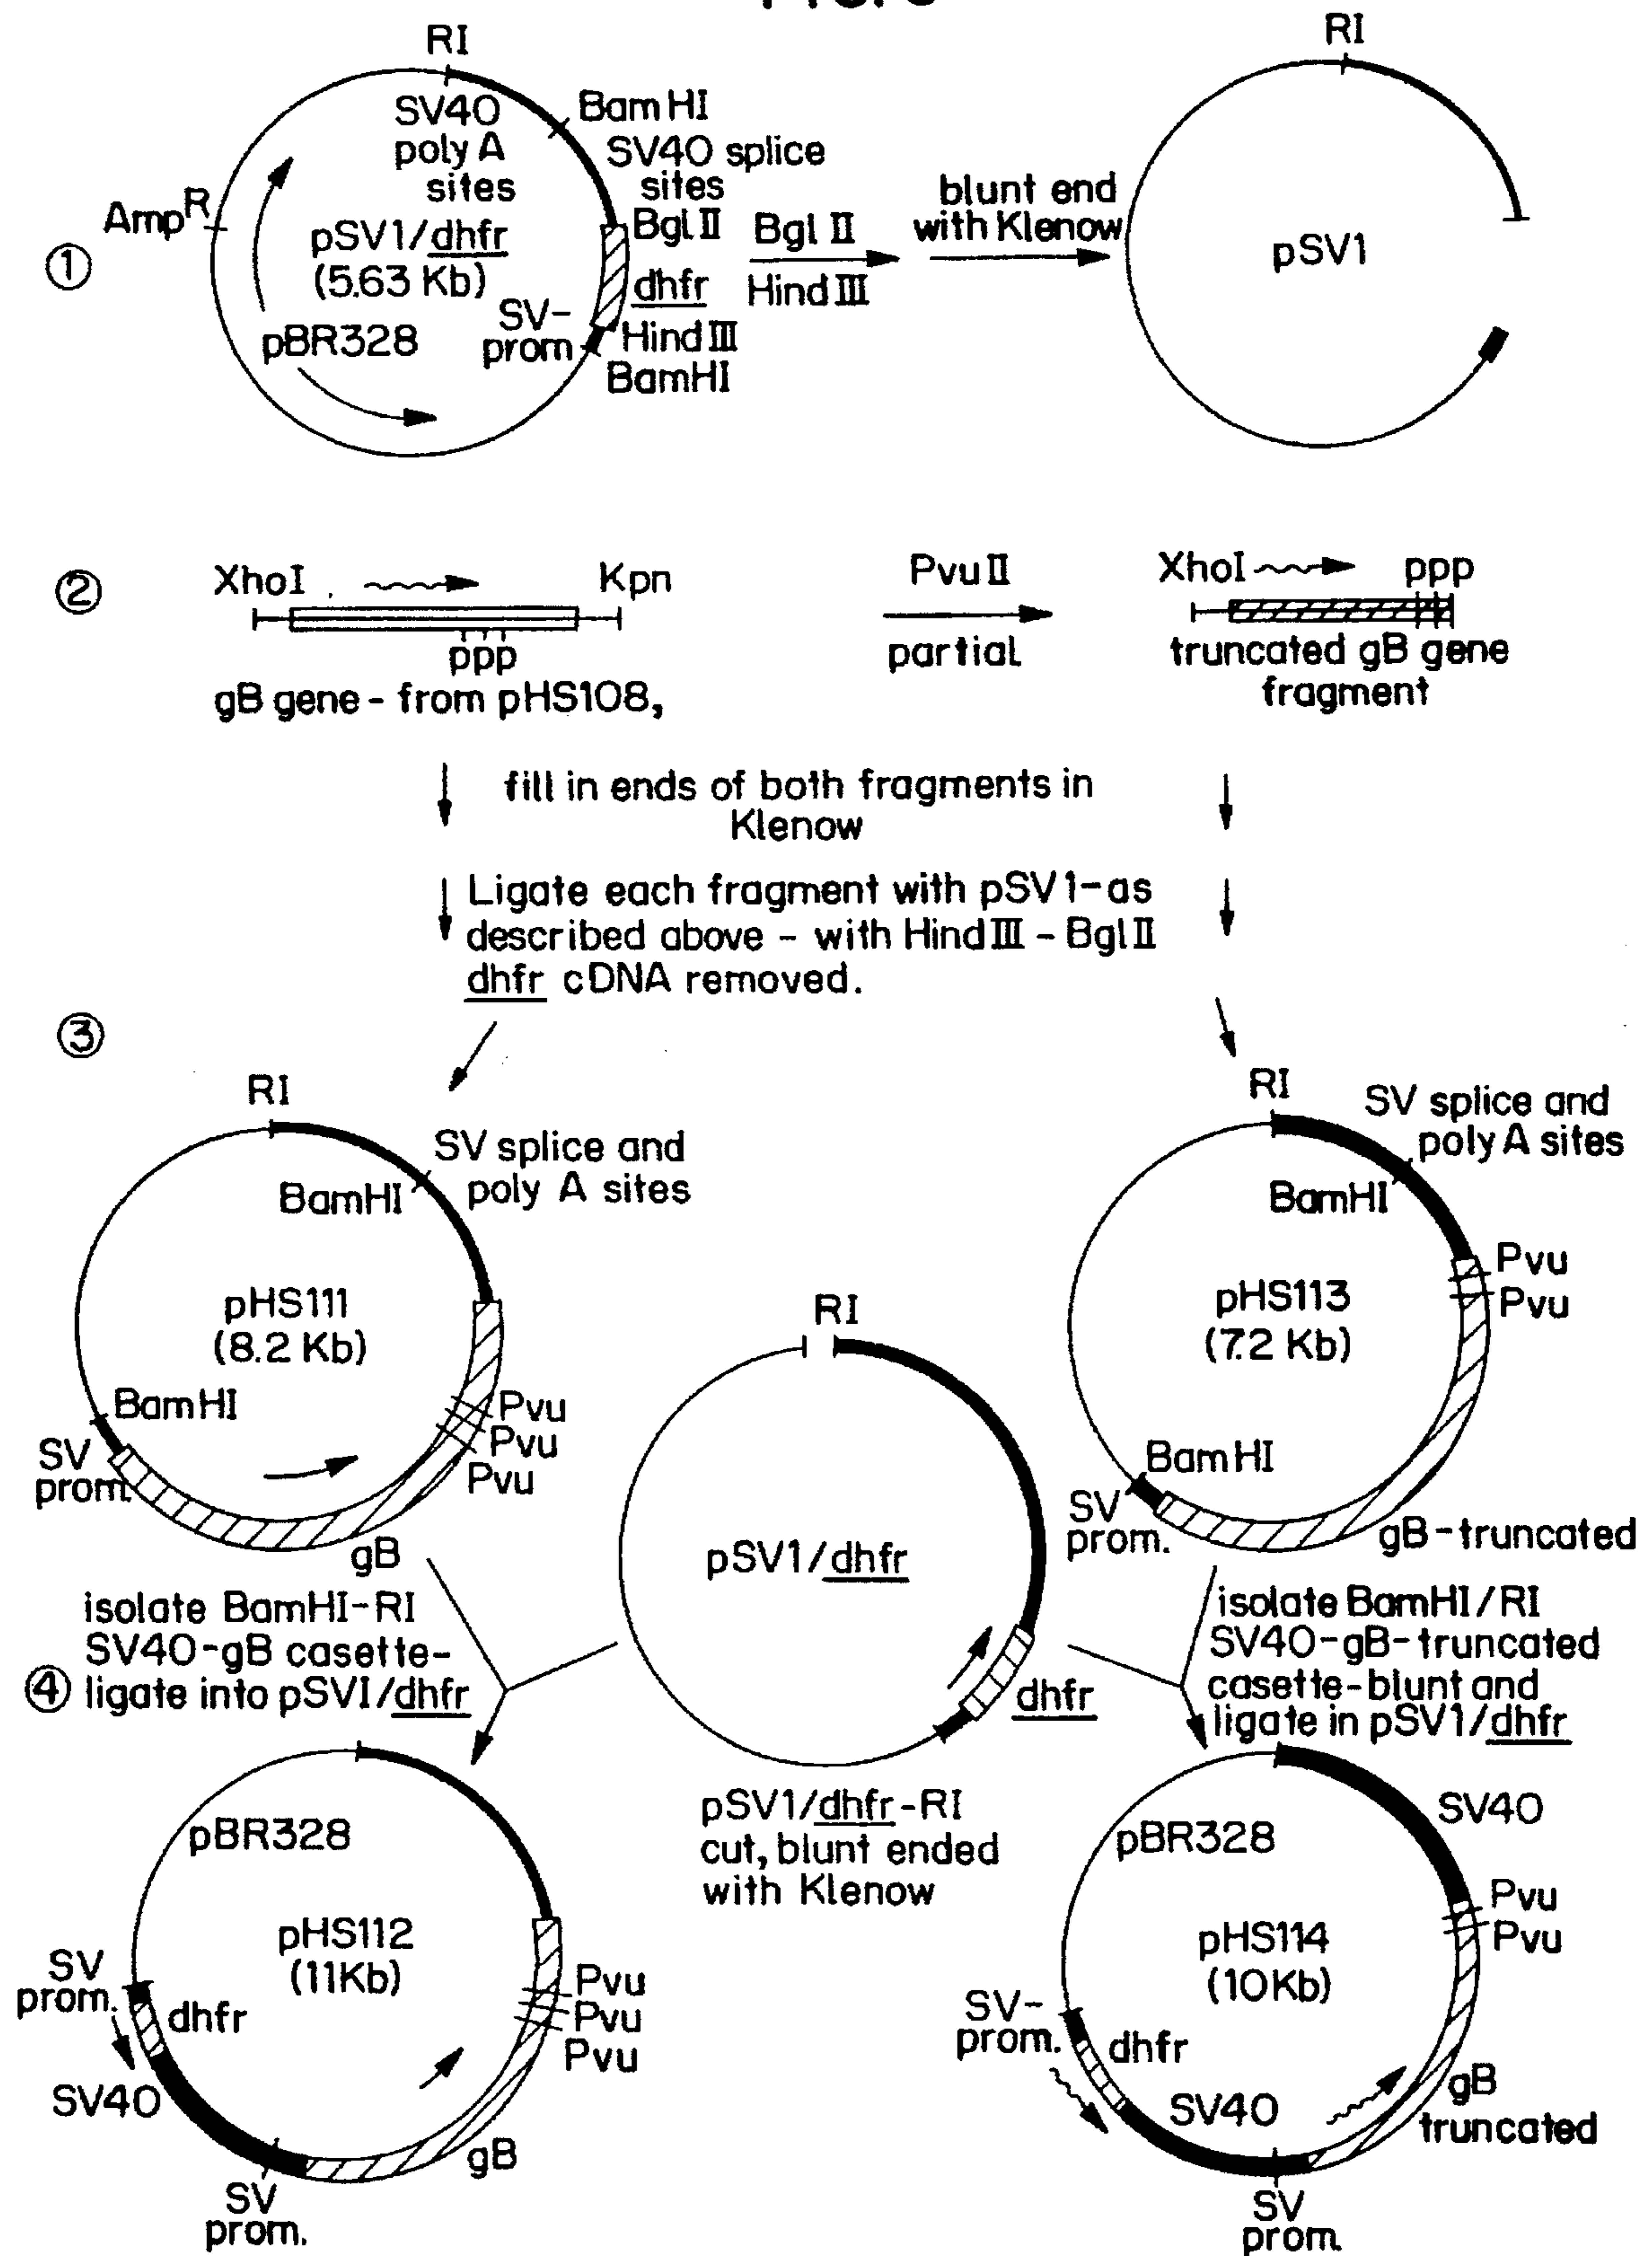 RI
SV40
poly A
sites
Bam HI
SV40 splice
sites
Amp R
pSV1/dhfr
(5.63 Kb)
pBR328
Bgl II
dhfr
SV-
prom
Hind III
BamHI
①
Bgl II
Hind III
blunt end
with Klenow
RI
pSV1
②
XhoI
Kpn
ppp
gB gene - from pHS108,
Pvu II
partial
XhoI
ppp
truncated gB gene
fragment
fill in ends of both fragments in
Klenow
Ligate each fragment with pSV1-as
described above - with Hind III - Bgl II
dhfr cDNA removed.
③
RI
SV splice and
poly A sites
BamHI
pHS111
(8.2 Kb)
BamHI
SV
prom.
Pvu
Pvu
Pvu
gB
RI
pSV1/dhfr
dhfr
RI
SV splice and
poly A sites
BamHI
Pvu
Pvu
pHS113
(7.2 Kb)
BamHI
SV
prom.
gB-truncated
④
isolate BamHI-RI
SV40-gB casette-
ligate into pSVI/dhfr
isolate BamHI/RI
SV40-gB-truncated
casette-blunt and
ligate in pSV1/dhfr
pSV1/dhfr-RI
cut, blunt ended
with Klenow
pBR328
pHS112
(11Kb)
SV
prom.
dhfr
SV40
SV
prom.
gB
Pvu
Pvu
Pvu
pBR328
SV40
Pvu
Pvu
pHS114
(10Kb)
SV-
prom.
dhfr
SV40
gB
truncated
SV
prom.